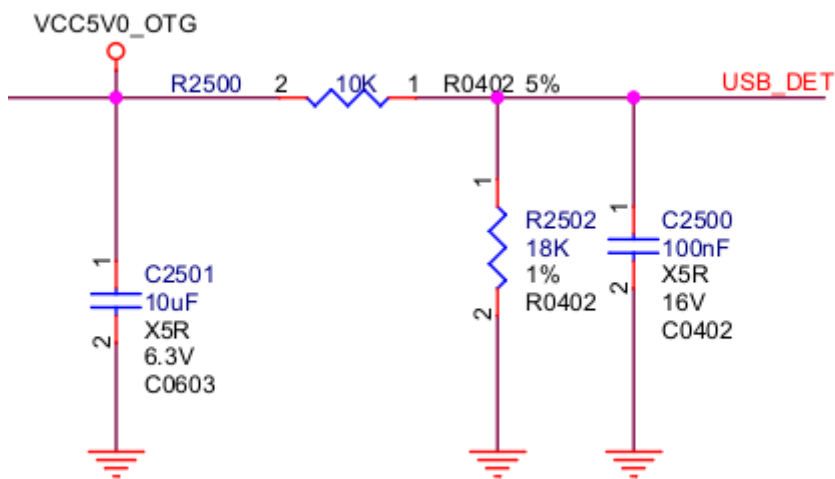 VCC5V0_OTG
R2500 2 10K 1 R0402 5% USB_DET
1
R2502
18K
1%
R0402
2
1
C2500
100nF
X5R
16V
C0402
2
1
C2501
10uF
X5R
6.3V
C0603
2